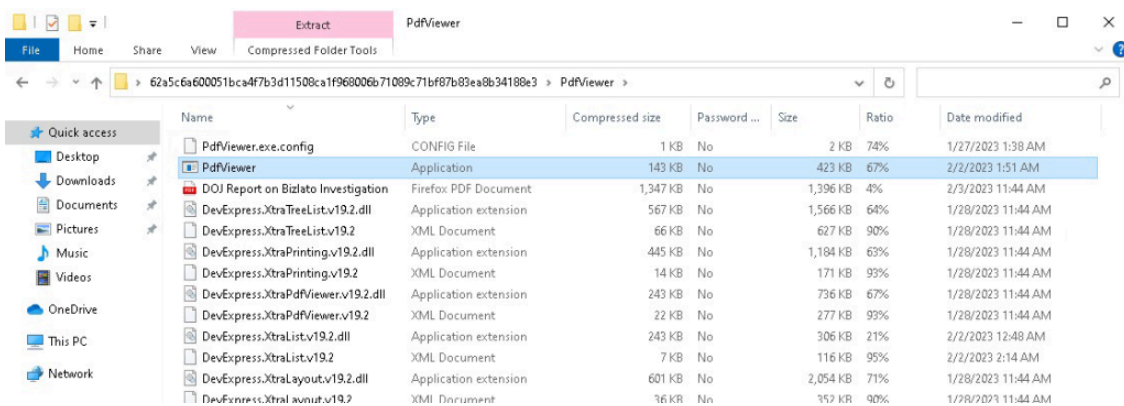 Extract PdfViewer
File Home Share View Compressed Folder Tools
62a5c6a600051bca4f7b3d11508ca1f968006b71089c71bf87b83ea8b34188e3 > PdfViewer >
Name Type Compressed size Password ... Size Ratio Date modified
Quick access
Desktop
Downloads
Documents
Pictures
Music
Videos
OneDrive
This PC
Network
PdfViewer.exe.config CONFIG File 1 KB No 2 KB 74% 1/27/2023 1:38 AM
PdfViewer Application 143 KB No 423 KB 67% 2/2/2023 1:51 AM
DOJ Report on Bizlato Investigation Firefox PDF Document 1,347 KB No 1,396 KB 4% 2/3/2023 11:44 AM
DevExpress.XtraTreeList.v19.2.dll Application extension 567 KB No 1,566 KB 64% 1/28/2023 11:44 AM
DevExpress.XtraTreeList.v19.2 XML Document 66 KB No 627 KB 90% 1/28/2023 11:44 AM
DevExpress.XtraPrinting.v19.2.dll Application extension 445 KB No 1,184 KB 63% 1/28/2023 11:44 AM
DevExpress.XtraPrinting.v19.2 XML Document 14 KB No 171 KB 93% 1/28/2023 11:44 AM
DevExpress.XtraPdfViewer.v19.2.dll Application extension 243 KB No 736 KB 67% 1/28/2023 11:44 AM
DevExpress.XtraPdfViewer.v19.2 XML Document 22 KB No 277 KB 93% 1/28/2023 11:44 AM
DevExpress.XtraList.v19.2.dll Application extension 243 KB No 306 KB 21% 2/2/2023 12:48 AM
DevExpress.XtraList.v19.2 XML Document 7 KB No 116 KB 95% 2/2/2023 2:14 AM
DevExpress.XtraLayout.v19.2.dll Application extension 601 KB No 2,054 KB 71% 1/28/2023 11:44 AM
DevExpress.XtraLayout.v19.2 XML Document 36 KB No 352 KB 90% 1/28/2023 11:44 AM